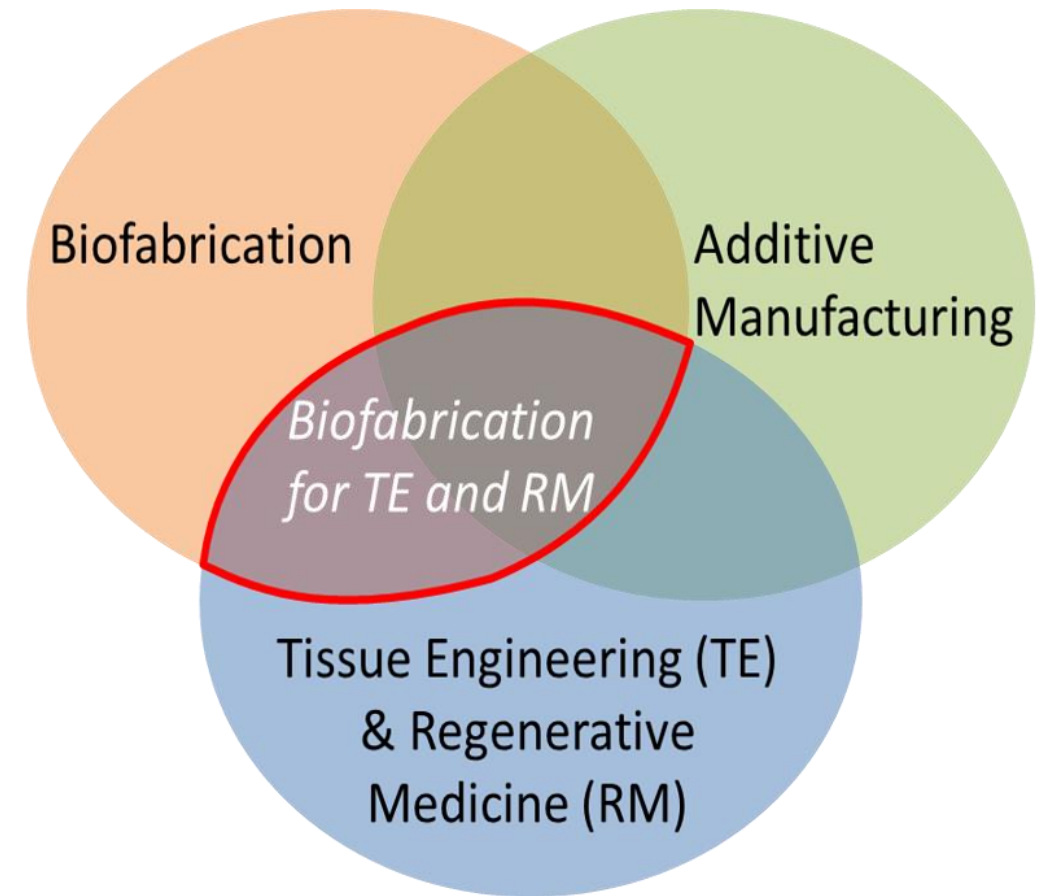 Biofabrication
Additive
Manufacturing
Biofabrication
for TE and RM
Tissue Engineering (TE)
& Regenerative
Medicine (RM)